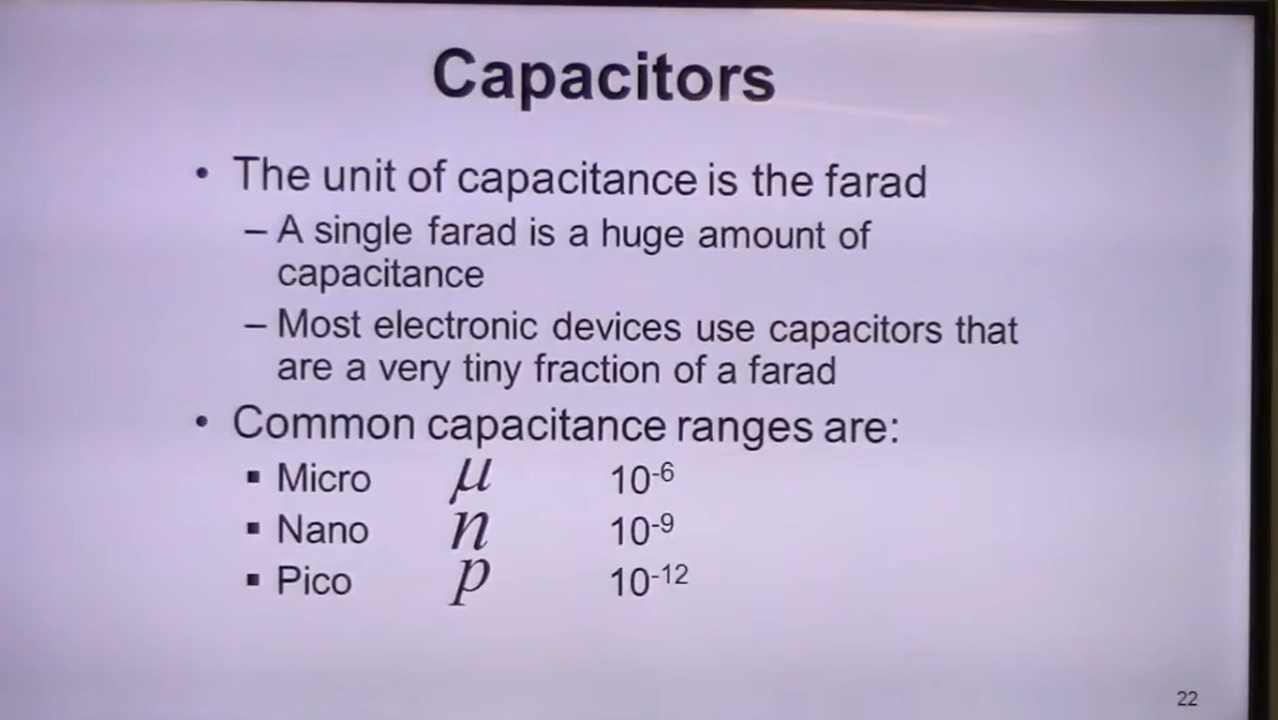 Capacitors
• The unit of capacitance is the farad
– A single farad is a huge amount of
capacitance
– Most electronic devices use capacitors that
are a very tiny fraction of a farad
• Common capacitance ranges are:
▪ Micro μ 10⁻⁶
▪ Nano n 10⁻⁹
▪ Pico p 10⁻¹²
22